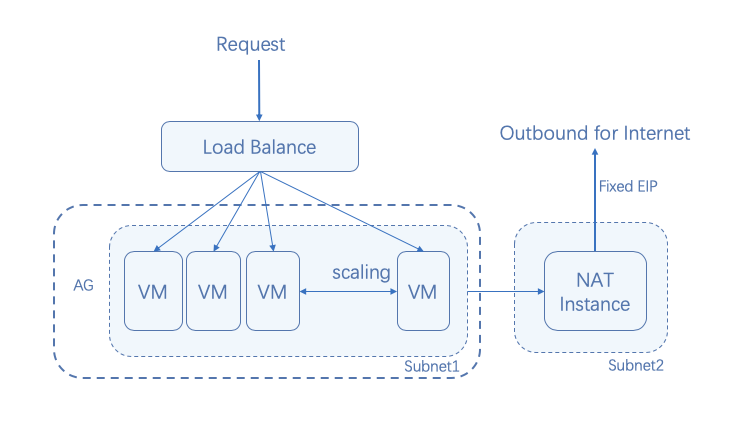 Request
Load Balance
Outbound for Internet
Fixed EIP
AG
VM
VM
VM
scaling
VM
NAT
Instance
Subnet1
Subnet2